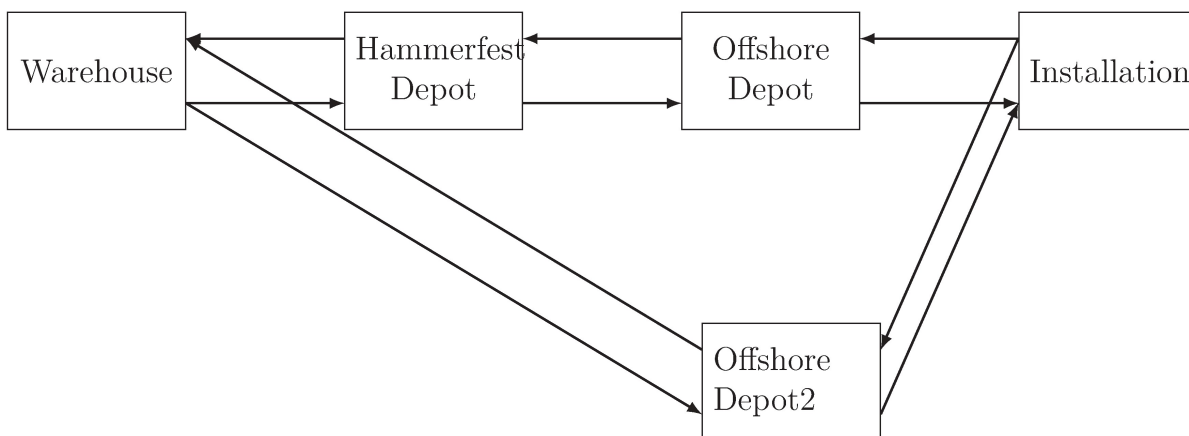 Warehouse
Hammerfest
Depot
Offshore
Depot
Installation
Offshore
Depot2